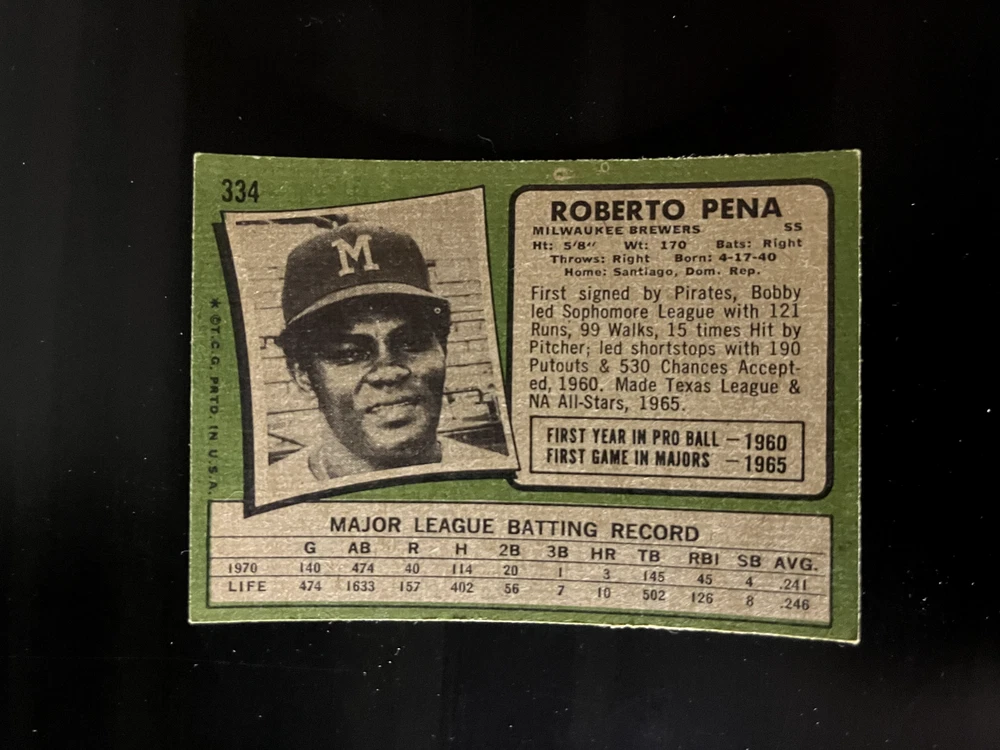 334
M
* ©T.C.G. PRTD. IN U.S.A.
ROBERTO PENA
MILWAUKEE BREWERS SS
Ht: 5'8" Wt: 170 Bats: Right
Throws: Right Born: 4-17-40
Home: Santiago, Dom. Rep.
First signed by Pirates, Bobby
led Sophomore League with 121
Runs, 99 Walks, 15 times Hit by
Pitcher; led shortstops with 190
Putouts & 530 Chances Accept-
ed, 1960. Made Texas League &
NA All-Stars, 1965.
FIRST YEAR IN PRO BALL — 1960
FIRST GAME IN MAJORS — 1965
MAJOR LEAGUE BATTING RECORD
G AB R H 2B 3B HR TB RBI SB AVG.
1970 140 474 40 114 20 1 3 145 45 4 .241
LIFE 474 1633 157 402 56 7 10 502 126 8 .246